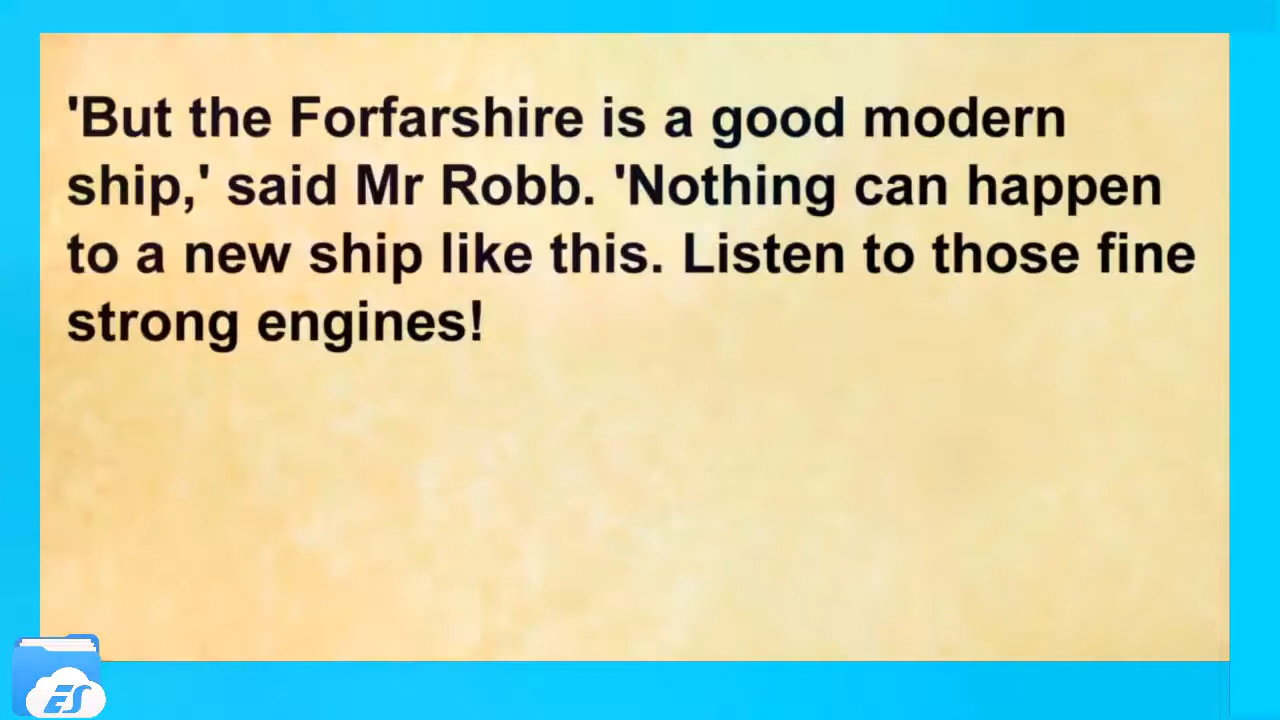 'But the Forfarshire is a good modern
ship,' said Mr Robb. 'Nothing can happen
to a new ship like this. Listen to those fine
strong engines!
ES